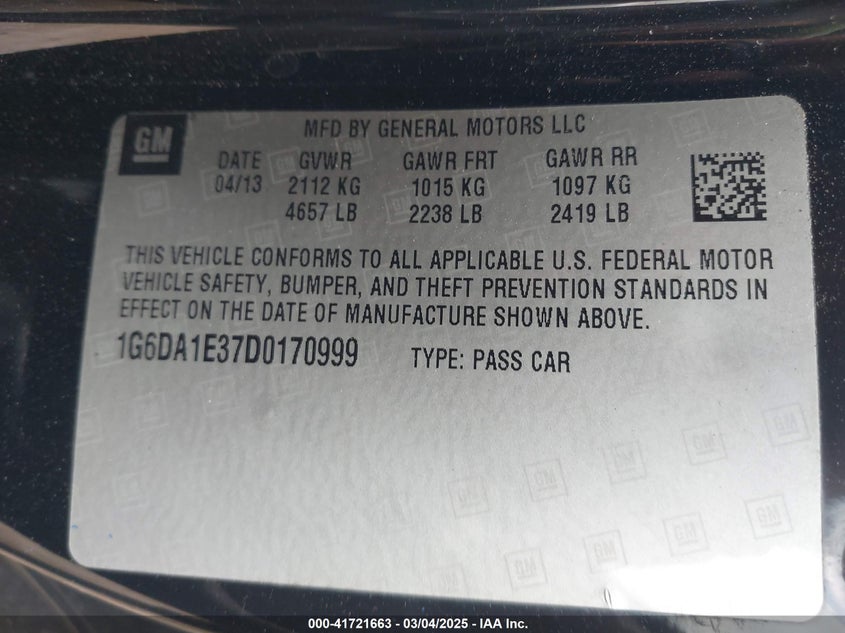 GM
MFD BY GENERAL MOTORS LLC
DATE GVWR GAWR FRT GAWR RR
04/13 2112 KG 1015 KG 1097 KG
4657 LB 2238 LB 2419 LB
THIS VEHICLE CONFORMS TO ALL APPLICABLE U.S. FEDERAL MOTOR
VEHICLE SAFETY, BUMPER, AND THEFT PREVENTION STANDARDS IN
EFFECT ON THE DATE OF MANUFACTURE SHOWN ABOVE.
1G6DA1E37D0170999 TYPE: PASS CAR
000-41721663 - 03/04/2025 - IAA Inc.